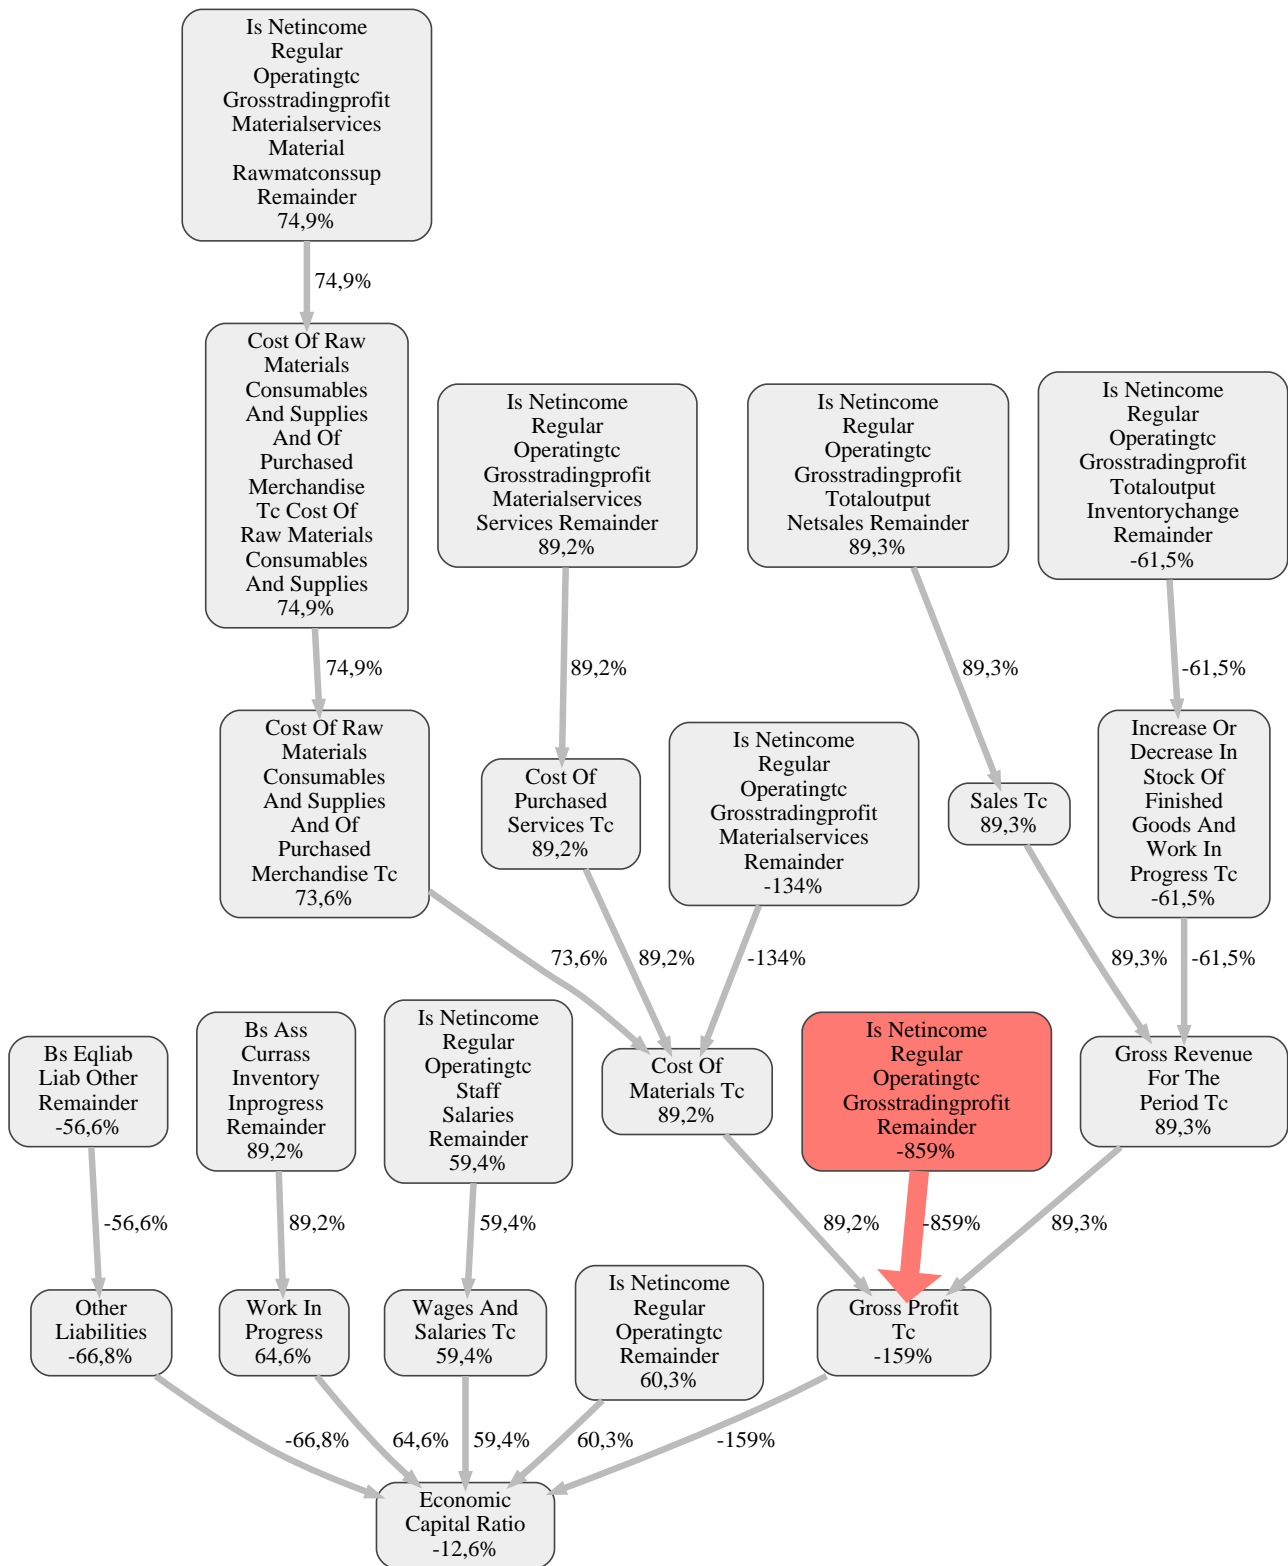 Is Netincome
Regular
Operatingtc
Grosstradingprofit
Materialservices
Material
Rawmatconssup
Remainder
74,9%
74,9%
Cost Of Raw
Materials
Consumables
And Supplies
And Of
Purchased
Merchandise
Tc Cost Of
Raw Materials
Consumables
And Supplies
74,9%
Is Netincome
Regular
Operatingtc
Grosstradingprofit
Materialservices
Services Remainder
89,2%
Is Netincome
Regular
Operatingtc
Grosstradingprofit
Totaloutput
Netsales Remainder
89,3%
Is Netincome
Regular
Operatingtc
Grosstradingprofit
Totaloutput
Inventorychange
Remainder
-61,5%
74,9%
89,2%
89,3%
-61,5%
Cost Of Raw
Materials
Consumables
And Supplies
And Of
Purchased
Merchandise Tc
73,6%
Cost Of
Purchased
Services Tc
89,2%
Is Netincome
Regular
Operatingtc
Grosstradingprofit
Materialservices
Remainder
-134%
Sales Tc
89,3%
Increase Or
Decrease In
Stock Of
Finished
Goods And
Work In
Progress Tc
-61,5%
73,6%
89,2%
-134%
89,3%
-61,5%
Bs Eqliab
Liab Other
Remainder
-56,6%
Bs Ass
Currass
Inventory
Inprogress
Remainder
89,2%
Is Netincome
Regular
Operatingtc
Staff
Salaries
Remainder
59,4%
Cost Of
Materials Tc
89,2%
Is Netincome
Regular
Operatingtc
Grosstradingprofit
Remainder
-859%
Gross Revenue
For The
Period Tc
89,3%
-56,6%
89,2%
59,4%
89,2%
-859%
89,3%
Other
Liabilities
-66,8%
Work In
Progress
64,6%
Wages And
Salaries Tc
59,4%
Is Netincome
Regular
Operatingtc
Remainder
60,3%
Gross Profit
Tc
-159%
-66,8%
64,6%
59,4%
60,3%
-159%
Economic
Capital Ratio
-12,6%